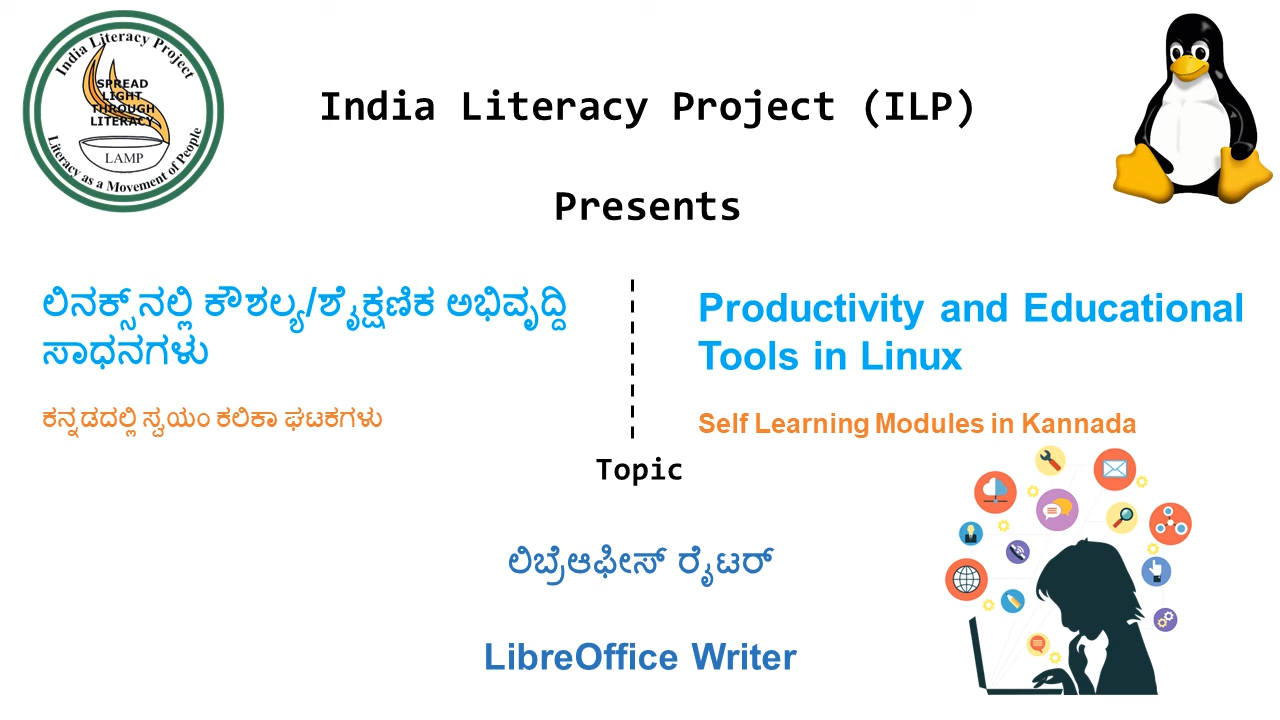 India Literacy Project
SPREAD
LIGHT
THROUGH
LITERACY
LAMP
Literacy as a Movement of People
India Literacy Project (ILP)
Presents
ಲಿನಕ್ಸ್‌ನಲ್ಲಿ ಕೌಶಲ್ಯ/ಶೈಕ್ಷಣಿಕ ಅಭಿವೃದ್ದಿ
ಸಾಧನಗಳು
ಕನ್ನಡದಲ್ಲಿ ಸ್ವಯಂ ಕಲಿಕಾ ಘಟಕಗಳು
Productivity and Educational
Tools in Linux
Self Learning Modules in Kannada
Topic
ಲಿಬ್ರೆಆಫೀಸ್ ರೈಟರ್
LibreOffice Writer